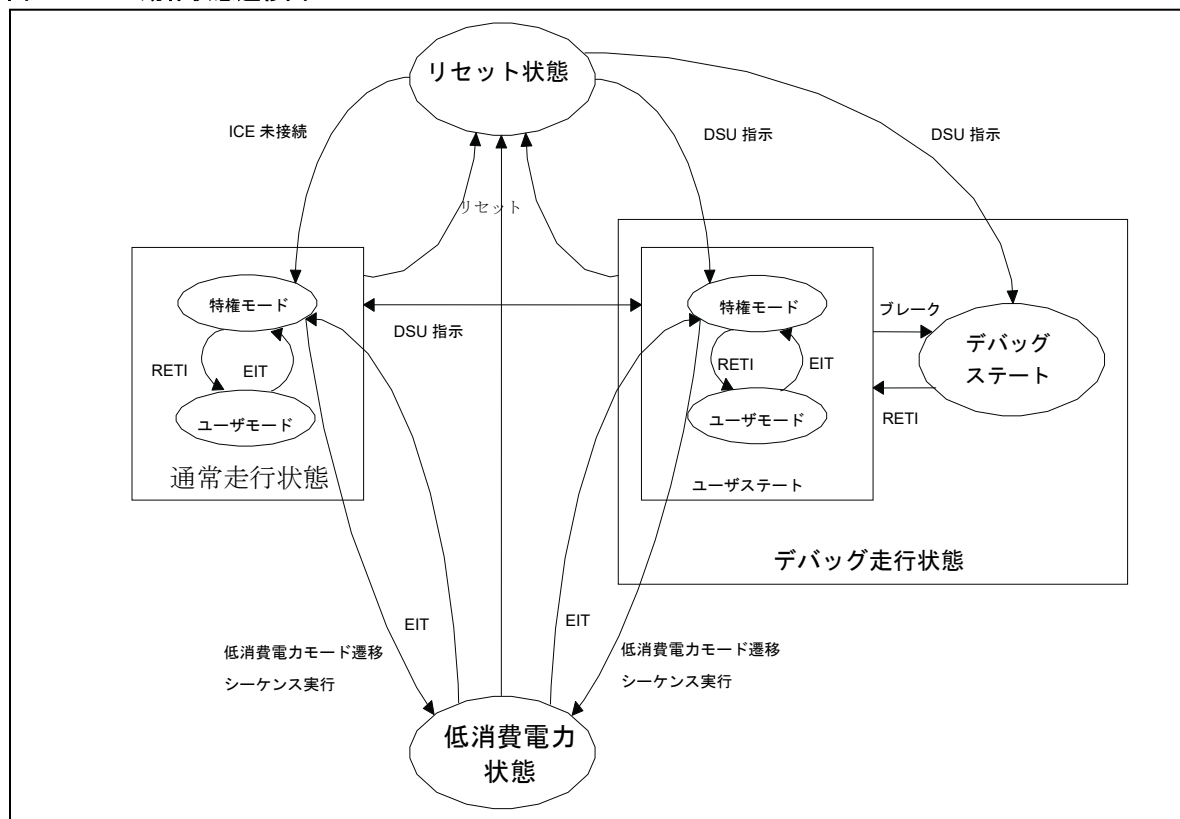 リセット状態
ICE 未接続
DSU 指示
DSU 指示
リセット
特権モード
RETI
EIT
ユーザモード
通常走行状態
DSU 指示
特権モード
RETI
EIT
ユーザモード
ユーザステート
ブレーク
デバッグ
ステート
RETI
デバッグ走行状態
EIT
低消費電力モード遷移
シーケンス実行
EIT
低消費電力モード遷移
シーケンス実行
低消費電力
状態